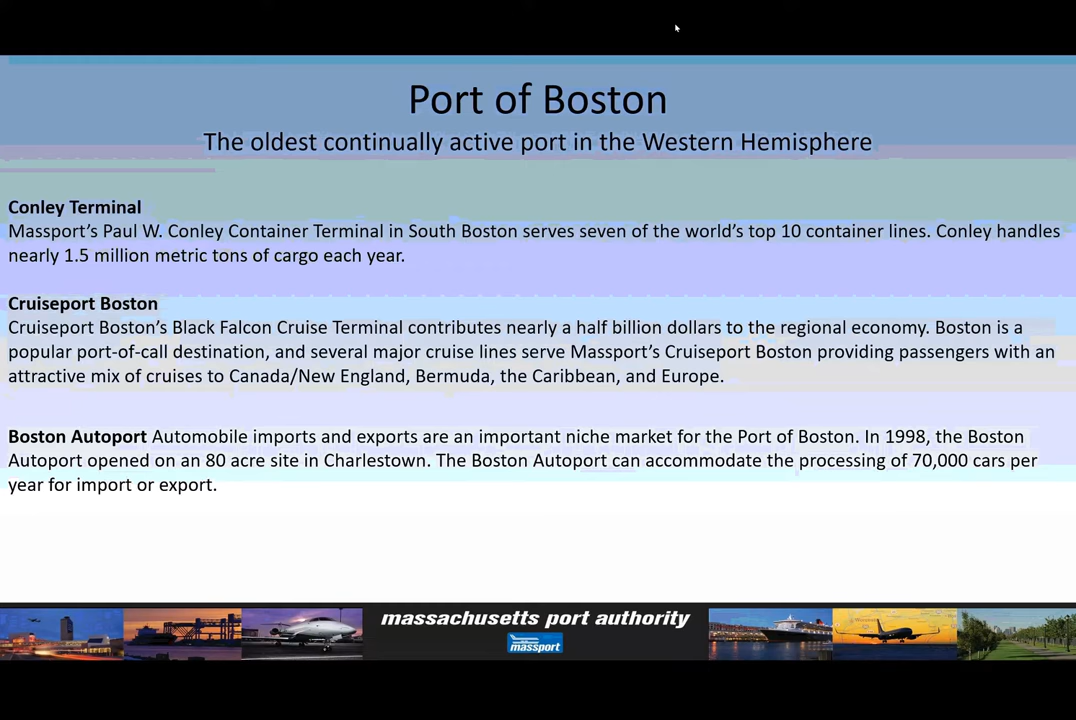 Port of Boston
The oldest continually active port in the Western Hemisphere
Conley Terminal
Massport’s Paul W. Conley Container Terminal in South Boston serves seven of the world’s top 10 container lines. Conley handles
nearly 1.5 million metric tons of cargo each year.
Cruiseport Boston
Cruiseport Boston’s Black Falcon Cruise Terminal contributes nearly a half billion dollars to the regional economy. Boston is a
popular port-of-call destination, and several major cruise lines serve Massport’s Cruiseport Boston providing passengers with an
attractive mix of cruises to Canada/New England, Bermuda, the Caribbean, and Europe.
Boston Autoport Automobile imports and exports are an important niche market for the Port of Boston. In 1998, the Boston
Autoport opened on an 80 acre site in Charlestown. The Boston Autoport can accommodate the processing of 70,000 cars per
year for import or export.
massachusetts port authority
massport